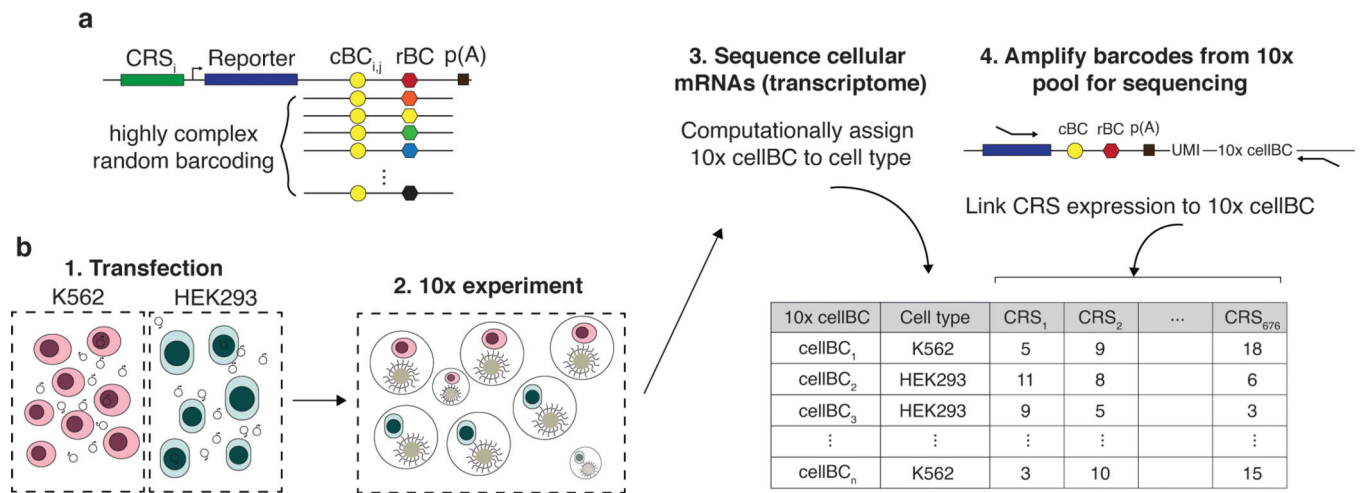 a
CRSi Reporter cBCi,j rBC p(A)
highly complex
random barcoding
b
1. Transfection
K562 HEK293
2. 10x experiment
3. Sequence cellular
mRNAs (transcriptome)
Computationally assign
10x cellBC to cell type
4. Amplify barcodes from 10x
pool for sequencing
cBC rBC p(A)
UMI 10x cellBC
Link CRS expression to 10x cellBC
10x cellBC Cell type CRS1 CRS2 ... CRS676
cellBC1 K562 5 9 18
cellBC2 HEK293 11 8 6
cellBC3 HEK293 9 5 3
⋮ ⋮ ⋮ ⋮ ⋮
cellBCn K562 3 10 15